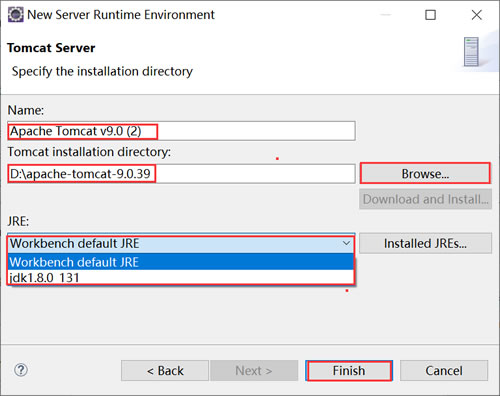 New Server Runtime Environment
Tomcat Server
Specify the installation directory
Name:
Apache Tomcat v9.0 (2)
Tomcat installation directory:
D:\apache-tomcat-9.0.39
Browse...
Download and Install...
JRE:
Workbench default JRE
Installed JREs...
Workbench default JRE
jdk1.8.0_131
? < Back Next > Finish Cancel